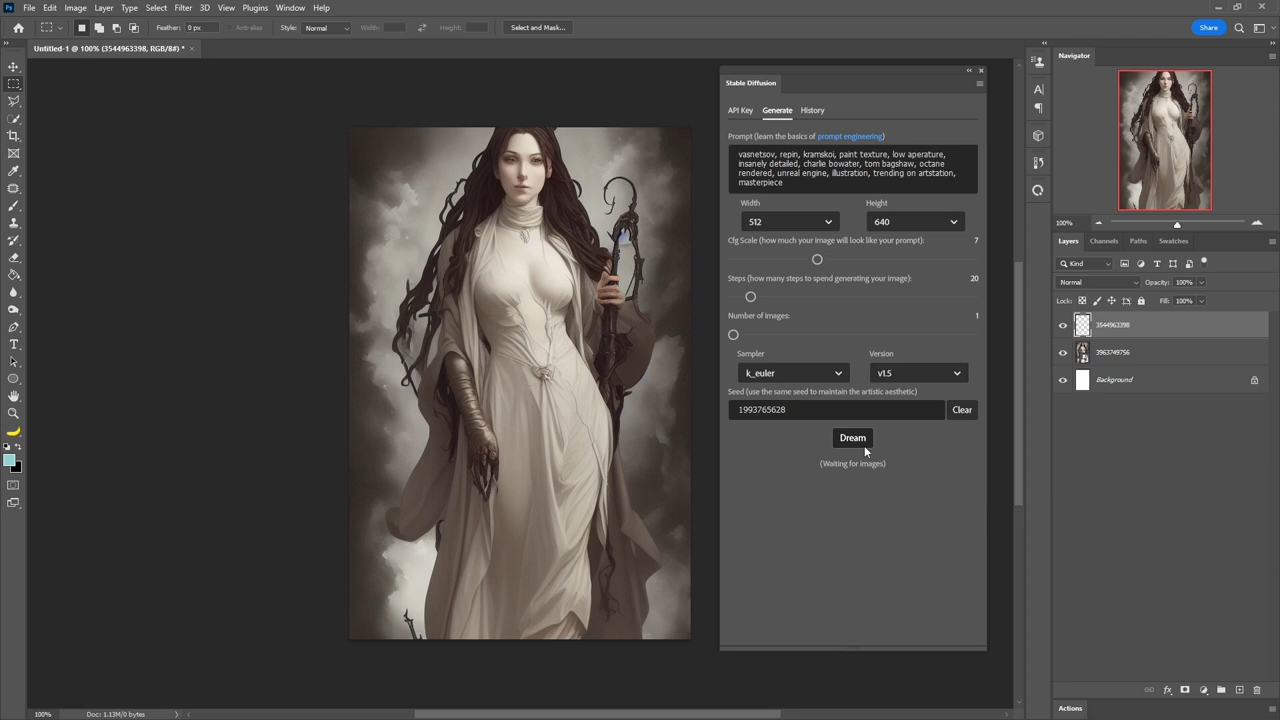 Ps File Edit Image Layer Type Select Filter 3D View Plugins Window Help
Feather: 0 px Anti-alias Style: Normal Width: Height: Select and Mask... Share
Untitled-1 @ 100% (3544963398, RGB/8#) * ×
Stable Diffusion
API Key Generate History
Prompt (learn the basics of prompt engineering)
vasnetsov, repin, kramskoi, paint texture, low aperature,
insanely detailed, charlie bowater, tom bagshaw, octane
rendered, unreal engine, illustration, trending on artstation,
masterpiece
Width Height
512 640
Cfg Scale (how much your image will look like your prompt): 7
Steps (how many steps to spend generating your image): 20
Number of images: 1
Sampler Version
k_euler v1.5
Seed (use the same seed to maintain the artistic aesthetic)
1993765628 Clear
Dream
(Waiting for images)
Navigator
100%
Layers Channels Paths Swatches
Kind
Normal Opacity: 100%
Lock: Fill: 100%
3544963398
3963749756
Background
fx
Actions
100% Doc: 1.13M/0 bytes